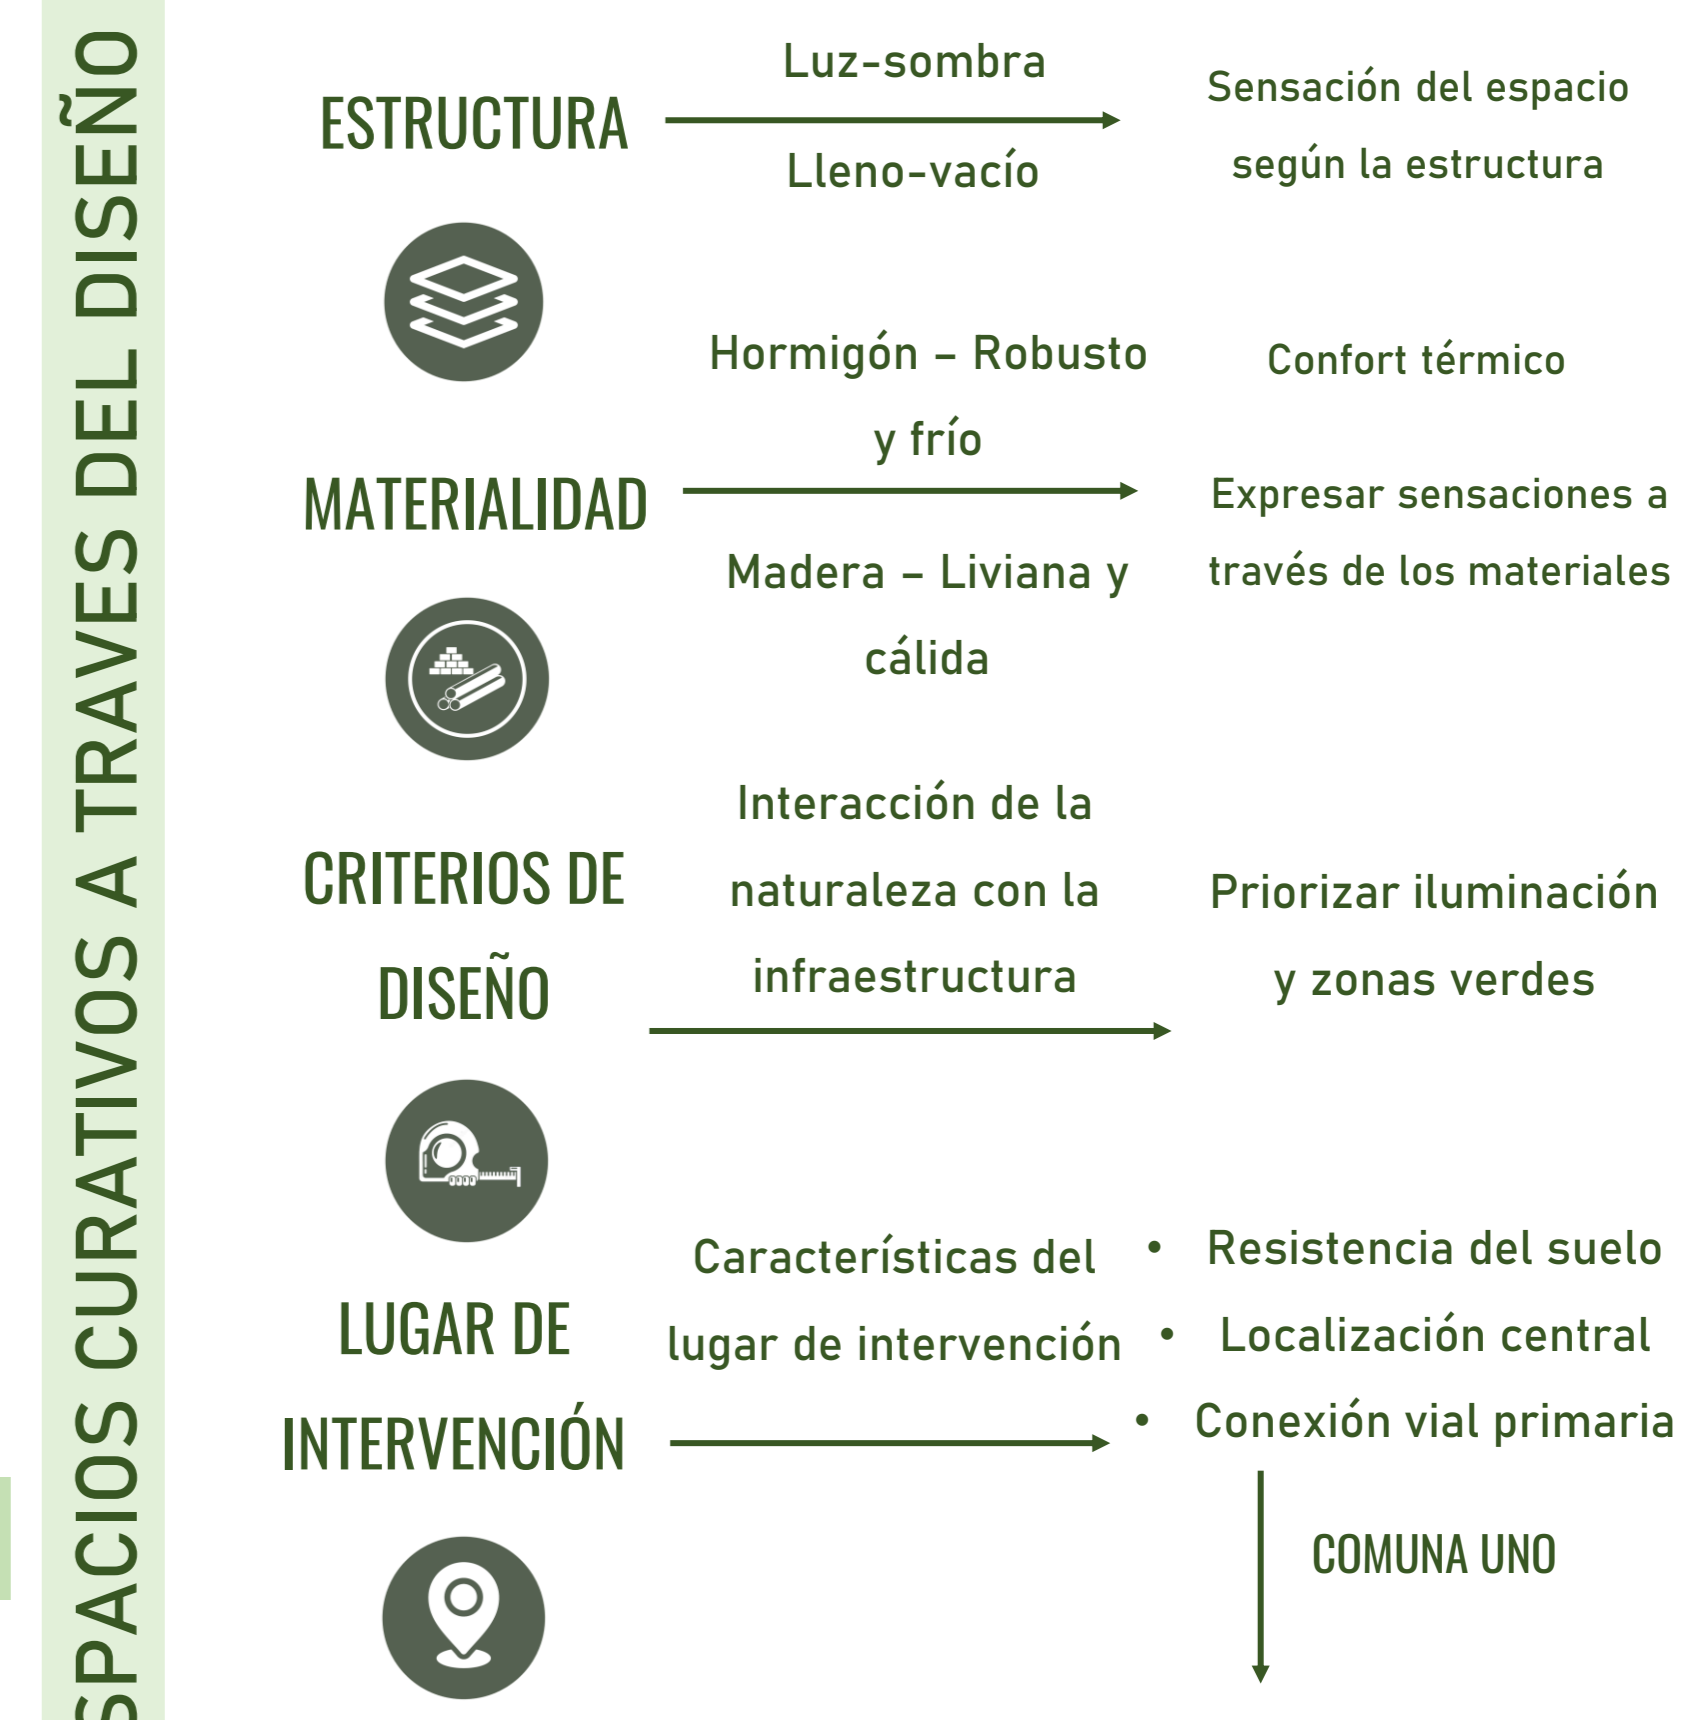 SPACIOS CURATIVOS A TRAVES DEL DISEÑO
ESTRUCTURA
Luz-sombra
Lleno-vacío
Sensación del espacio
según la estructura
MATERIALIDAD
Hormigón – Robusto
y frío
Madera – Liviana y
cálida
Confort térmico
Expresar sensaciones a
través de los materiales
CRITERIOS DE
DISEÑO
Interacción de la
naturaleza con la
infraestructura
Priorizar iluminación
y zonas verdes
LUGAR DE
INTERVENCIÓN
Características del
lugar de intervención
• Resistencia del suelo
• Localización central
• Conexión vial primaria
COMUNA UNO